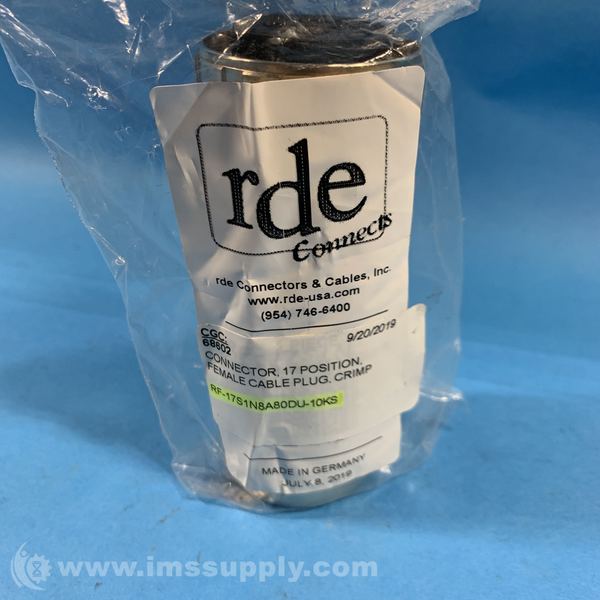 rde
Connects
rde Connectors & Cables, Inc.
www.rde-usa.com
(954) 746-6400
CGC:
68602
9/20/2019
CONNECTOR, 17 POSITION,
FEMALE CABLE PLUG, CRIMP
RF-17S1N8A80DU-10KS
MADE IN GERMANY
JULY 8, 2019
www.imssupply.com